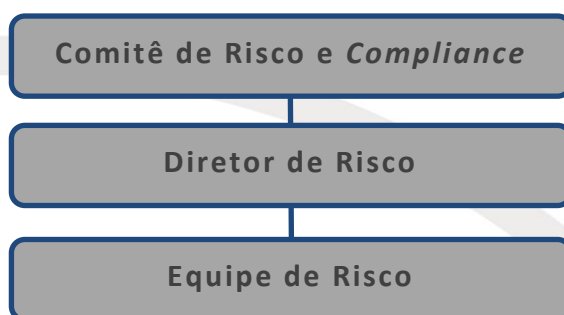 Comitê de Risco e Compliance
Diretor de Risco
Equipe de Risco